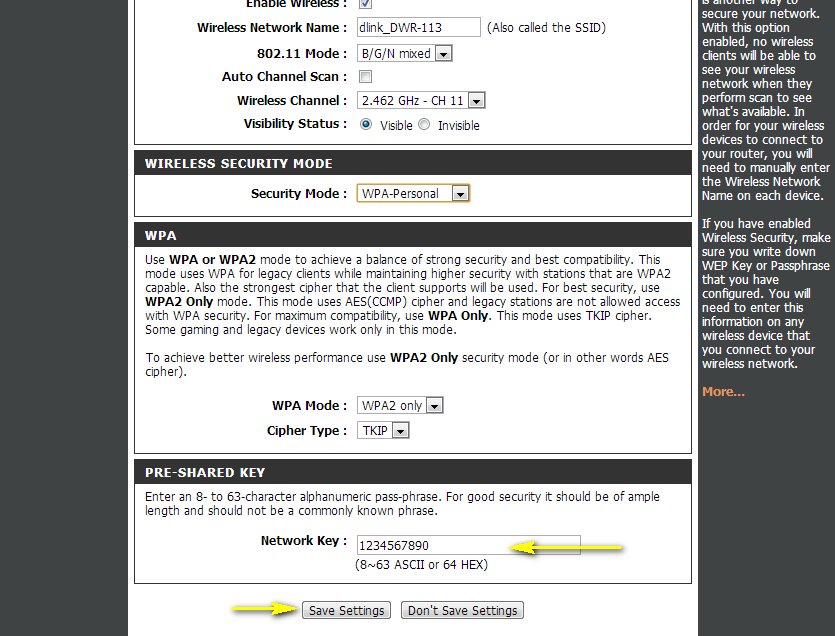 Enable Wireless :
Wireless Network Name : dlink_DWR-113 (Also called the SSID)
802.11 Mode : B/G/N mixed
Auto Channel Scan :
Wireless Channel : 2.462 GHz - CH 11
Visibility Status : Visible Invisible
WIRELESS SECURITY MODE
Security Mode : WPA-Personal
WPA
Use WPA or WPA2 mode to achieve a balance of strong security and best compatibility. This
mode uses WPA for legacy clients while maintaining higher security with stations that are WPA2
capable. Also the strongest cipher that the client supports will be used. For best security, use
WPA2 Only mode. This mode uses AES(CCMP) cipher and legacy stations are not allowed access
with WPA security. For maximum compatibility, use WPA Only. This mode uses TKIP cipher.
Some gaming and legacy devices work only in this mode.
To achieve better wireless performance use WPA2 Only security mode (or in other words AES
cipher).
WPA Mode : WPA2 only
Cipher Type : TKIP
PRE-SHARED KEY
Enter an 8- to 63-character alphanumeric pass-phrase. For good security it should be of ample
length and should not be a commonly known phrase.
Network Key : 1234567890
(8~63 ASCII or 64 HEX)
Save Settings Don't Save Settings
is another way to
secure your network.
With this option
enabled, no wireless
clients will be able to
see your wireless
network when they
perform scan to see
what's available. In
order for your wireless
devices to connect to
your router, you will
need to manually enter
the Wireless Network
Name on each device.
If you have enabled
Wireless Security, make
sure you write down
WEP Key or Passphrase
that you have
configured. You will
need to enter this
information on any
wireless device that
you connect to your
wireless network.
More...